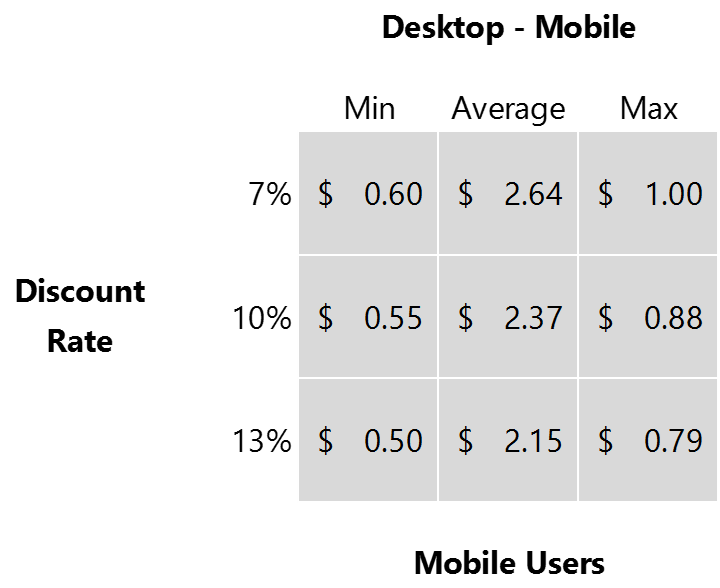 Desktop - Mobile
Min Average Max
7% $ 0.60 $ 2.64 $ 1.00
Discount
Rate
10% $ 0.55 $ 2.37 $ 0.88
13% $ 0.50 $ 2.15 $ 0.79
Mobile Users